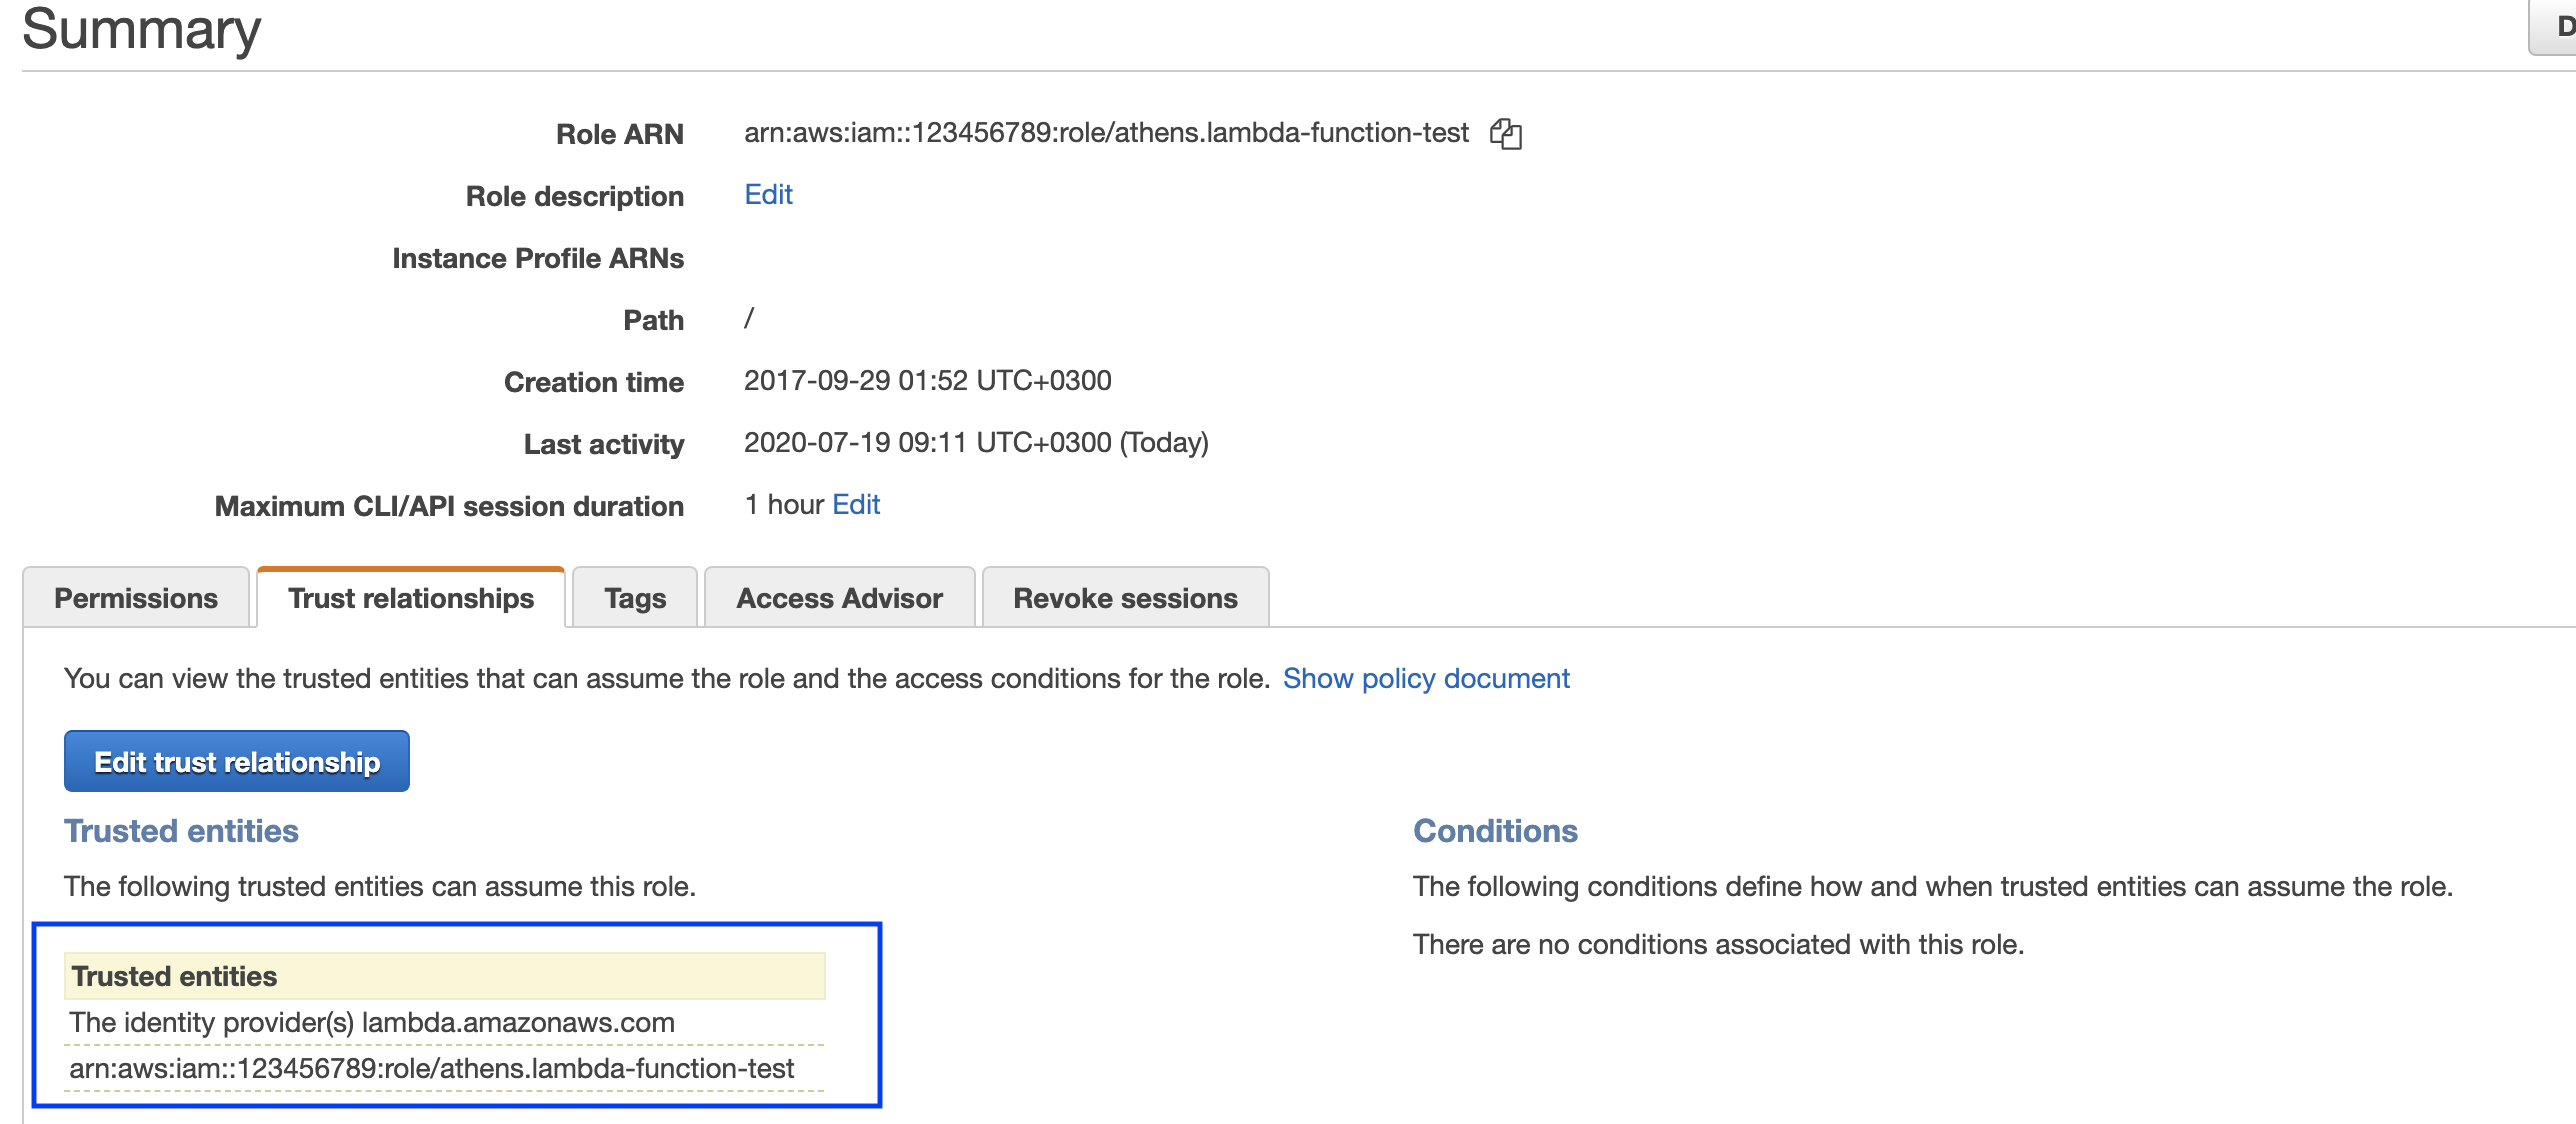 Summary
D
Role ARN arn:aws:iam::123456789:role/athens.lambda-function-test
Role description Edit
Instance Profile ARNs
Path /
Creation time 2017-09-29 01:52 UTC+0300
Last activity 2020-07-19 09:11 UTC+0300 (Today)
Maximum CLI/API session duration 1 hour Edit
Permissions Trust relationships Tags Access Advisor Revoke sessions
You can view the trusted entities that can assume the role and the access conditions for the role. Show policy document
Edit trust relationship
Trusted entities
The following trusted entities can assume this role.
Trusted entities
The identity provider(s) lambda.amazonaws.com
arn:aws:iam::123456789:role/athens.lambda-function-test
Conditions
The following conditions define how and when trusted entities can assume the role.
There are no conditions associated with this role.